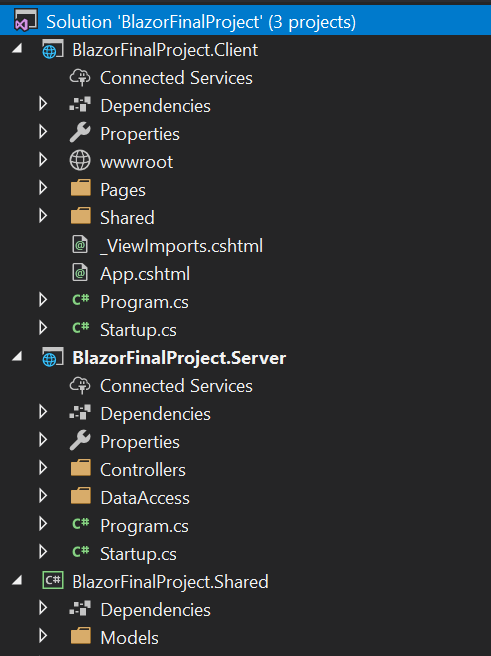 Solution 'BlazorFinalProject' (3 projects)
BlazorFinalProject.Client
Connected Services
Dependencies
Properties
wwwroot
Pages
Shared
_ViewImports.cshtml
App.cshtml
C# Program.cs
C# Startup.cs
BlazorFinalProject.Server
Connected Services
Dependencies
Properties
Controllers
DataAccess
C# Program.cs
C# Startup.cs
C# BlazorFinalProject.Shared
Dependencies
Models